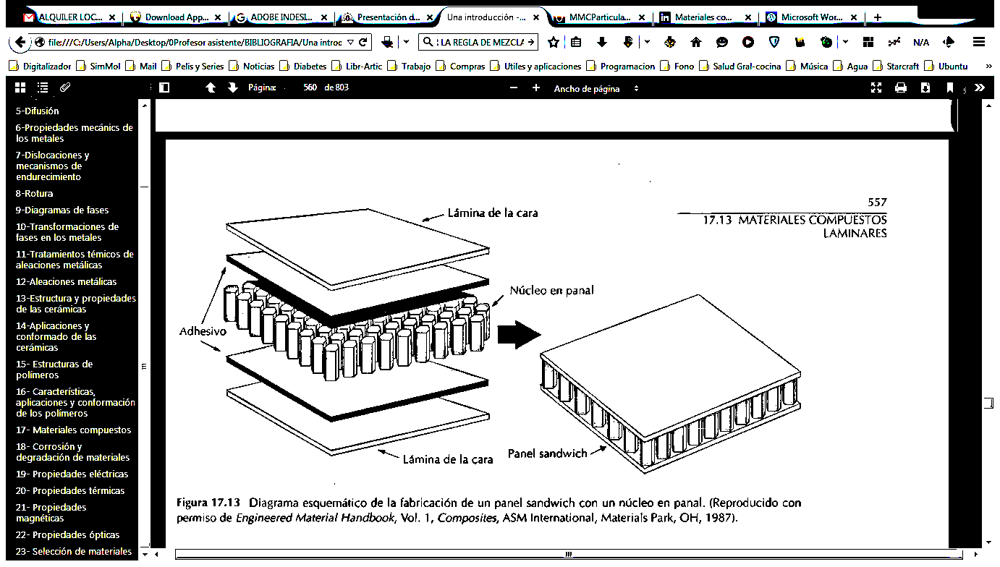 ALQUILER LOC...
Download App...
ADOBE INDESI...
Presentación d...
Una introducción -...
MMCParticula...
Materiales co...
Microsoft Wor...
file:///C:/Users/Alpha/Desktop/0Profesor asistente/BIBLIOGRAFIA/Una introc
LA REGLA DE MEZCLA
N/A
Digitalizador
SimMol
Mail
Pelis y Series
Noticias
Diabetes
Libr-Artic
Trabajo
Compras
Utiles y aplicaciones
Programacion
Fono
Salud Gral-cocina
Música
Agua
Starcraft
Ubuntu
Página:
560
de 803
Ancho de página
5-Difusión
6-Propiedades mecánics de
los metales
7-Dislocaciones y
mecanismos de
endurecimiento
8-Rotura
9-Diagramas de fases
10-Transformaciones de
fases en los metales
11-Tratamientos témicos de
aleaciones metálicas
12-Aleaciones metálicas
13-Estructura y propiedades
de las cerámicas
14-Aplicaciones y
conformado de las
cerámicas
15- Estructuras de
polímeros
16- Características,
aplicaciones y conformación
de los polímeros
17- Materiales compuestos
18- Corrosión y
degradación de materiales
19- Propiedades eléctricas
20- Propiedades térmicas
21- Propiedades
magnéticas
22- Propiedades ópticas
23- Selección de materiales
557
17.13 MATERIALES COMPUESTOS
LAMINARES
Lámina de la cara
Núcleo en panal
Adhesivo
Lámina de la cara
Panel sandwich
Figura 17.13 Diagrama esquemático de la fabricación de un panel sandwich con un núcleo en panal. (Reproducido con
permiso de Engineered Material Handbook, Vol. 1, Composites, ASM International, Materials Park, OH, 1987).